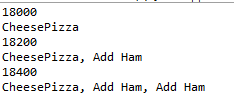 18000
CheesePizza
18200
CheesePizza, Add Ham
18400
CheesePizza, Add Ham, Add Ham